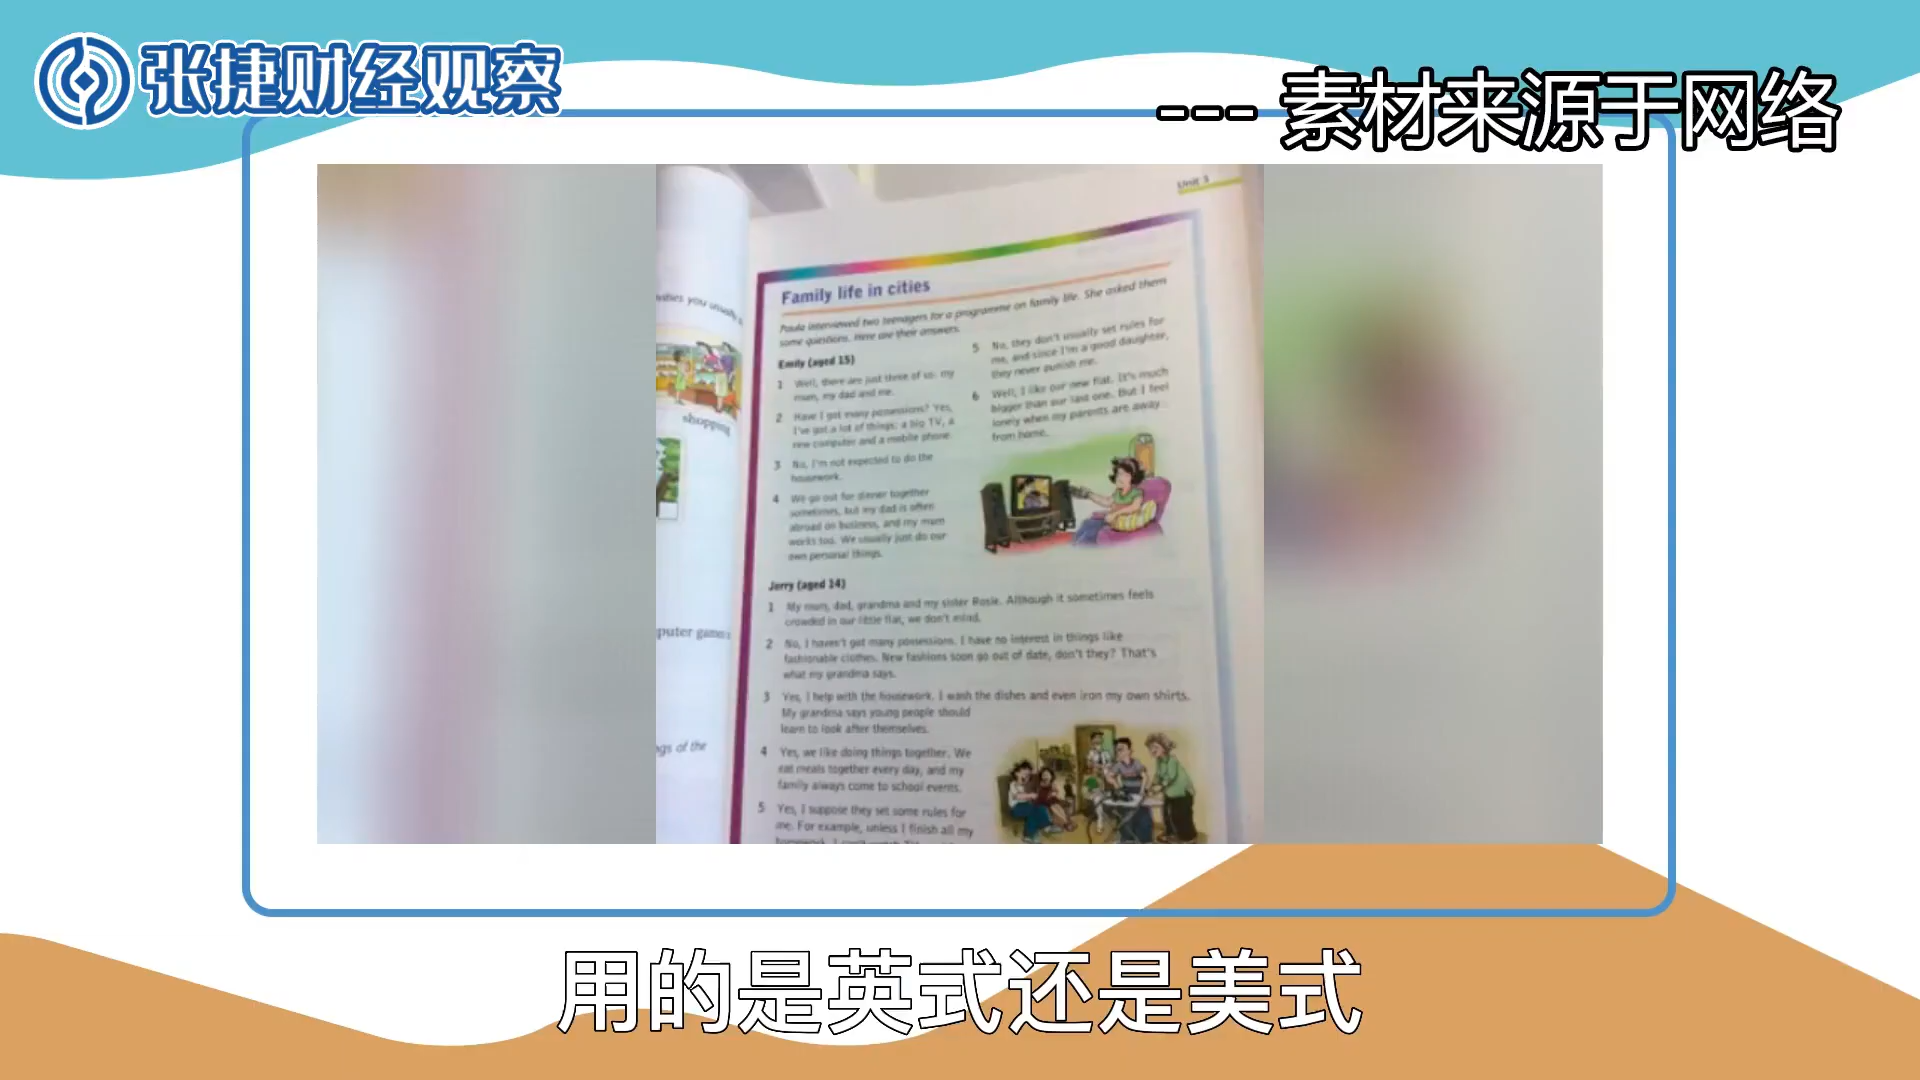 张捷财经观察
--- 素材来源于网络
Unit 3
shopping
Family life in cities
Paula interviewed two teenagers for a programme on family life. She asked them
some questions. Here are their answers.
Emily (aged 15)
1 Well, there are just three of us: my
mum, my dad and me.
2 Have I got many possessions? Yes,
I've got a lot of things: a big TV, a
new computer and a mobile phone.
3 No, I'm not expected to do the
housework.
4 We go out for dinner together
sometimes, but my dad is often
abroad on business, and my mum
works too. We usually just do our
own personal things.
5 No, they don't usually set rules for
me, and since I'm a good daughter,
they never punish me.
6 Well, I like our new flat. It's much
bigger than our last one. But I feel
lonely when my parents are away
from home.
Jerry (aged 14)
1 My mum, dad, grandma and my sister Rosie. Although it sometimes feels
crowded in our little flat, we don't mind.
2 No, I haven't got many possessions. I have no interest in things like
fashionable clothes. New fashions soon go out of date, don't they? That's
what my grandma says.
puter games
3 Yes, I help with the housework. I wash the dishes and even iron my own shirts.
My grandma says young people should
learn to look after themselves.
gs of the
4 Yes, we like doing things together. We
eat meals together every day, and my
family always come to school events.
5 Yes, I suppose they set some rules for
me. For example, unless I finish all my
用的是英式还是美式